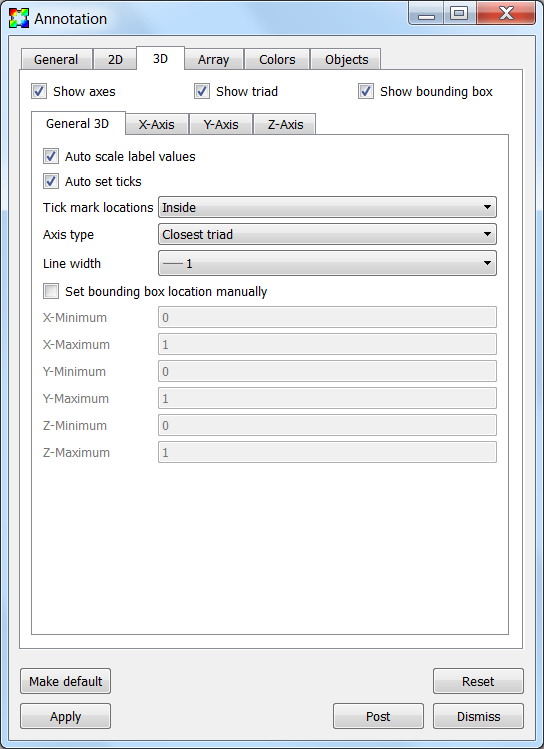 Annotation
General 2D 3D Array Colors Objects
Show axes Show triad Show bounding box
General 3D X-Axis Y-Axis Z-Axis
Auto scale label values
Auto set ticks
Tick mark locations Inside
Axis type Closest triad
Line width 1
Set bounding box location manually
X-Minimum 0
X-Maximum 1
Y-Minimum 0
Y-Maximum 1
Z-Minimum 0
Z-Maximum 1
Make default Reset
Apply Post Dismiss